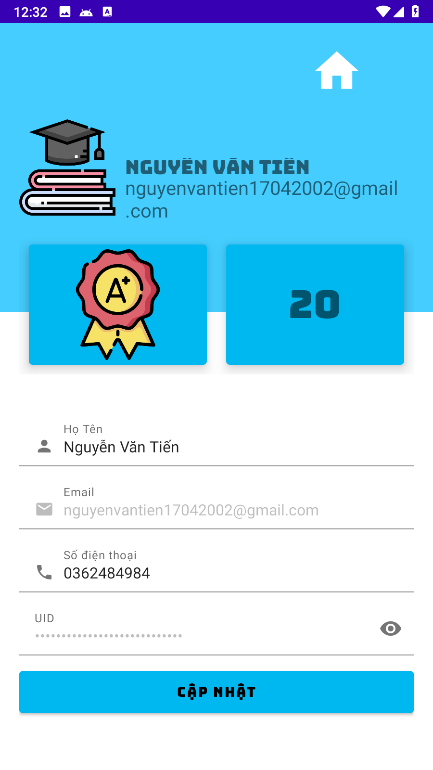 12:32
NGUYỄN VĂN TIẾN
nguyenvantien17042002@gmail
.com
A+
20
Họ Tên
Nguyễn Văn Tiến
Email
nguyenvantien17042002@gmail.com
Số điện thoại
0362484984
UID
CẬP NHẬT